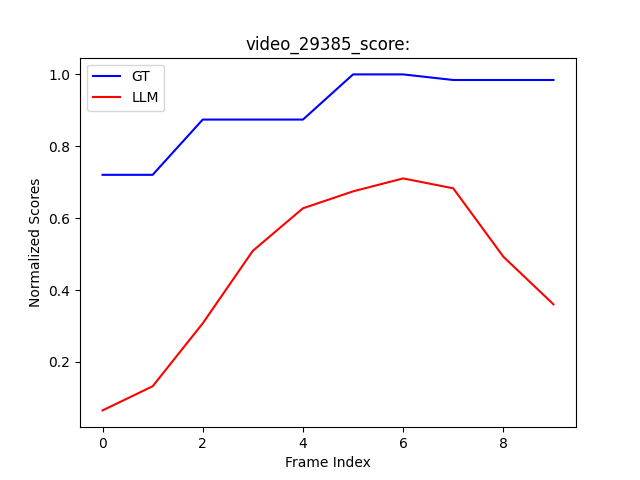 video_29385_score:
GT
LLM
1.0
0.8
0.6
0.4
0.2
Normalized Scores
0 2 4 6 8
Frame Index